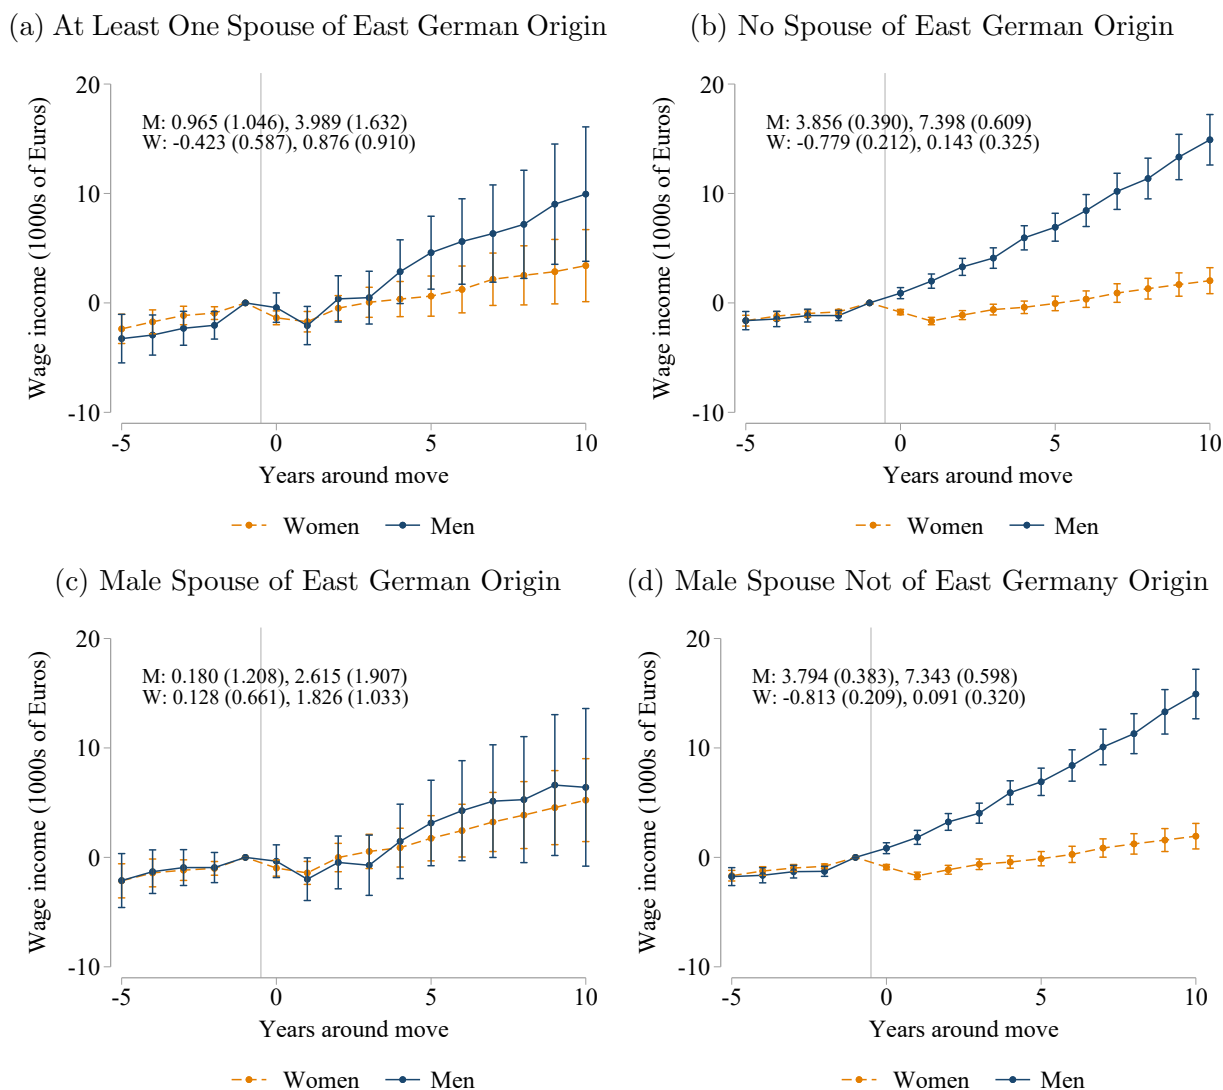 (a) At Least One Spouse of East German Origin
20
10
0
-10
Wage income (1000s of Euros)
M: 0.965 (1.046), 3.989 (1.632)
W: -0.423 (0.587), 0.876 (0.910)
-5 0 5 10
Years around move
Women Men
(b) No Spouse of East German Origin
20
10
0
-10
Wage income (1000s of Euros)
M: 3.856 (0.390), 7.398 (0.609)
W: -0.779 (0.212), 0.143 (0.325)
-5 0 5 10
Years around move
Women Men
(c) Male Spouse of East German Origin
20
10
0
-10
Wage income (1000s of Euros)
M: 0.180 (1.208), 2.615 (1.907)
W: 0.128 (0.661), 1.826 (1.033)
-5 0 5 10
Years around move
Women Men
(d) Male Spouse Not of East Germany Origin
20
10
0
-10
Wage income (1000s of Euros)
M: 3.794 (0.383), 7.343 (0.598)
W: -0.813 (0.209), 0.091 (0.320)
-5 0 5 10
Years around move
Women Men